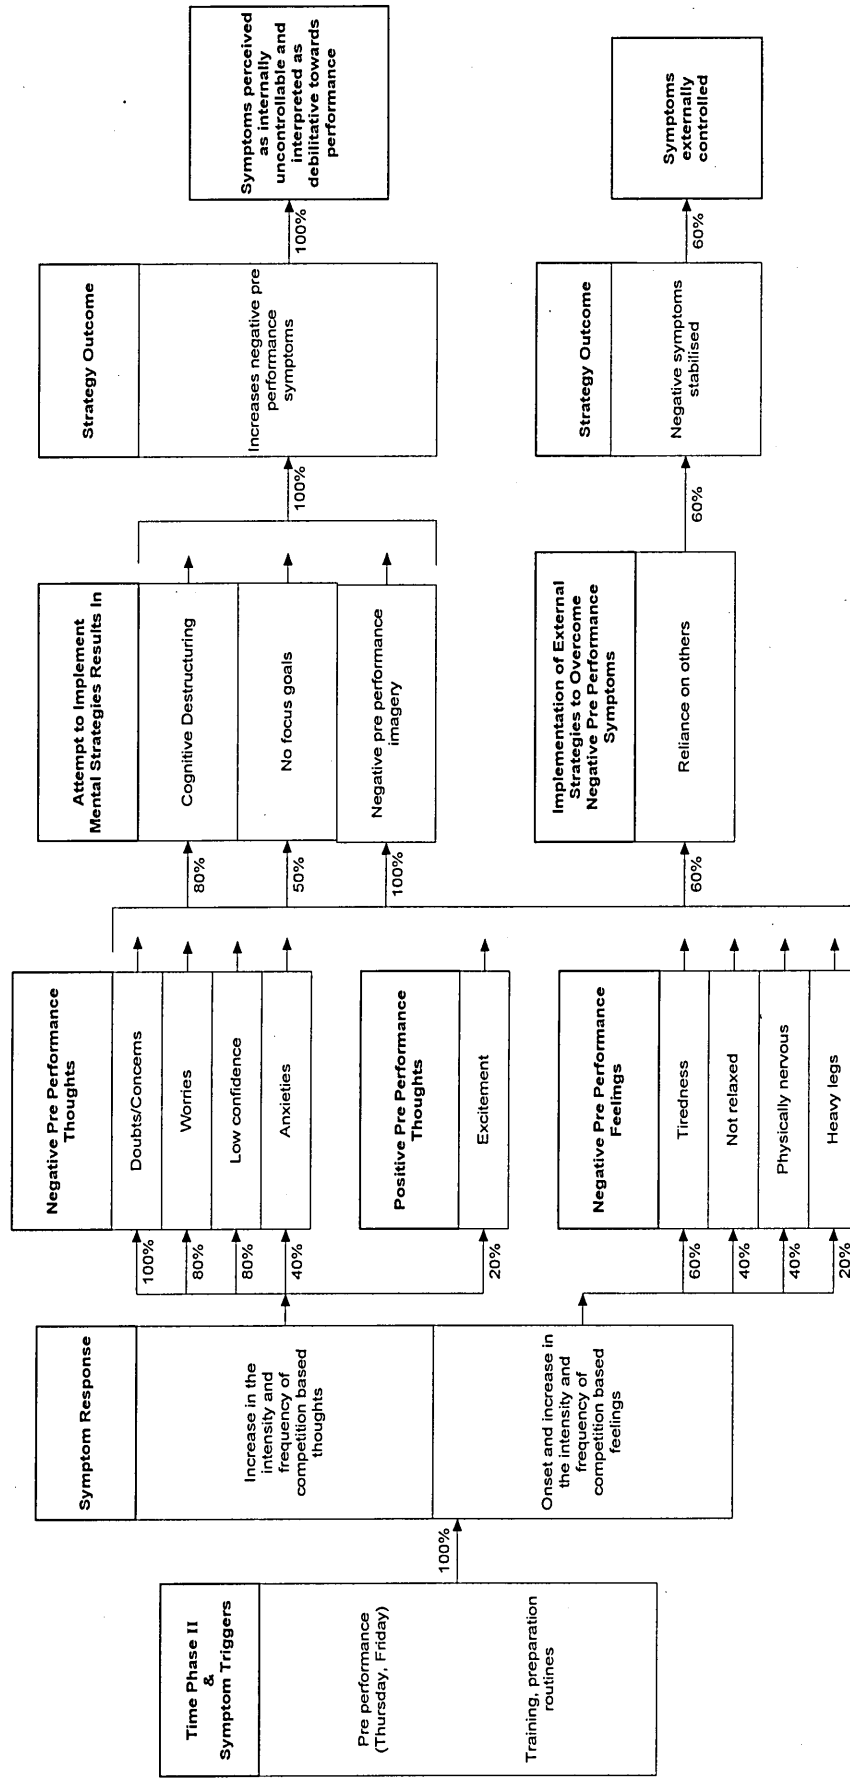 Time Phase II
&
Symptom Triggers
Pre performance
(Thursday, Friday)
Training, preparation
routines
100%
Symptom Response
Increase in the
intensity and
frequency of
competition based
thoughts
Onset and increase in
the intensity and
frequency of
competition based
feelings
100%
80%
80%
40%
20%
60%
40%
40%
20%
Negative Pre Performance
Thoughts
Doubts/Concerns
Worries
Low confidence
Anxieties
Positive Pre Performance
Thoughts
Excitement
Negative Pre Performance
Feelings
Tiredness
Not relaxed
Physically nervous
Heavy legs
80%
50%
100%
60%
Attempt to Implement
Mental Strategies Results In
Cognitive Destructuring
No focus goals
Negative pre performance
imagery
Implementation of External
Strategies to Overcome
Negative Pre Performance
Symptoms
Reliance on others
100%
60%
Strategy Outcome
Increases negative pre
performance
symptoms
Strategy Outcome
Negative symptoms
stabilised
100%
60%
Symptoms perceived
as internally
uncontrollable and
interpreted as
debilitative towards
performance
Symptoms
externally
controlled